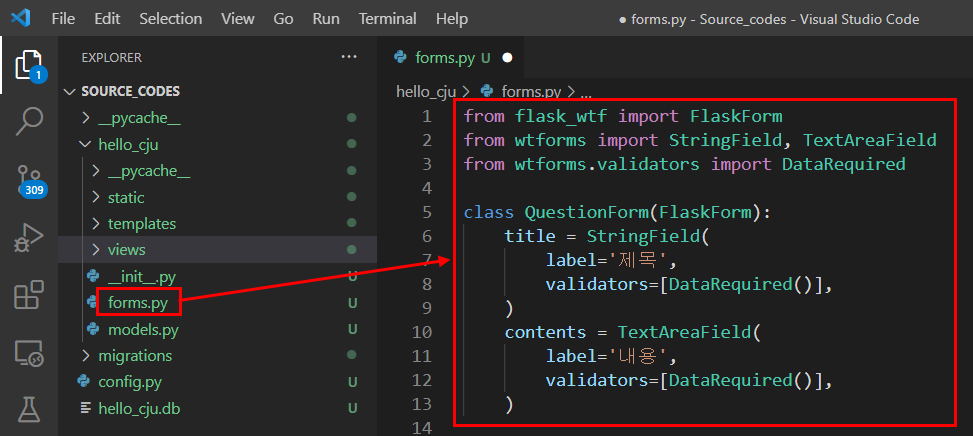 File Edit Selection View Go Run Terminal Help
● forms.py - Source_codes - Visual Studio Code
1
309
EXPLORER
...
SOURCE_CODES
__pycache__
hello_cju
__pycache__
static
templates
views
__init__.py U
forms.py U
models.py U
migrations
config.py U
hello_cju.db U
forms.py U ●
hello_cju > forms.py > ...
1 from flask_wtf import FlaskForm
2 from wtforms import StringField, TextAreaField
3 from wtforms.validators import DataRequired
4
5 class QuestionForm(FlaskForm):
6     title = StringField(
7         label='제목',
8         validators=[DataRequired()],
9     )
10     contents = TextAreaField(
11         label='내용',
12         validators=[DataRequired()],
13     )
14